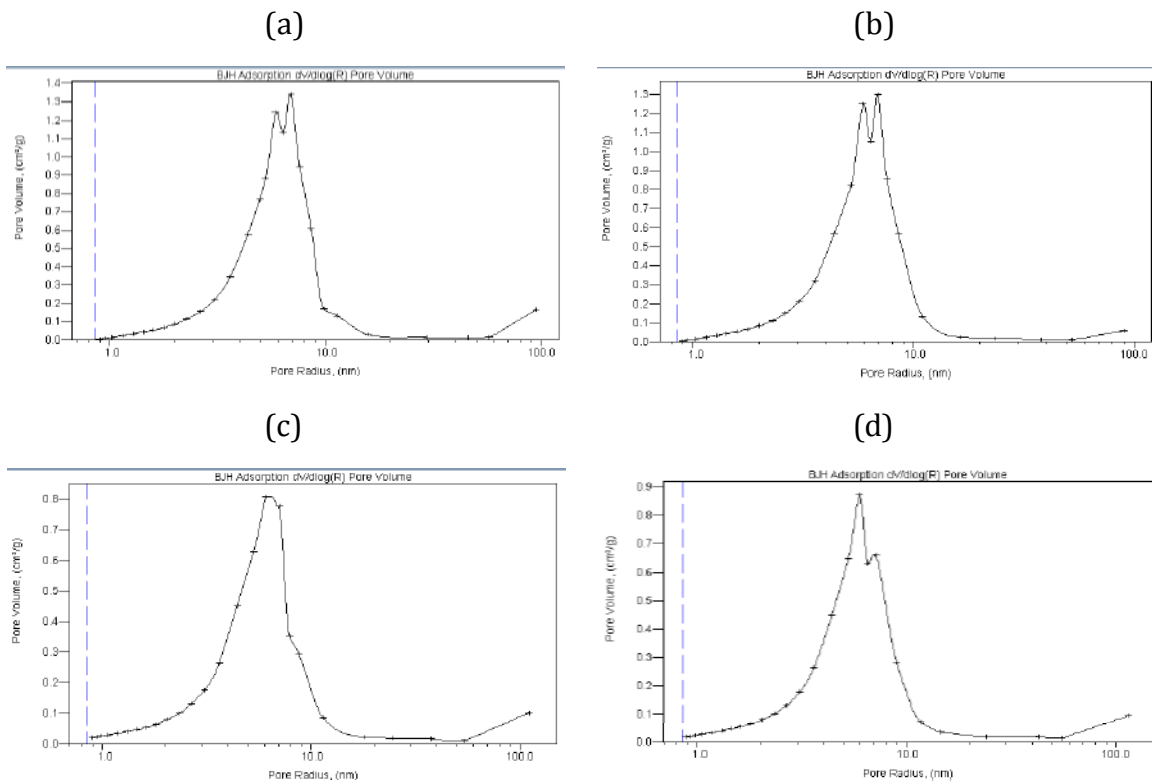 (a)
(b)
BJH Adsorption dV/dlog(R) Pore Volume
Pore Volume, (cm³/g)
1.4
1.3
1.2
1.1
1.0
0.9
0.8
0.7
0.6
0.5
0.4
0.3
0.2
0.1
0.0
1.0 10.0 100.0
Pore Radius, (nm)
BJH Adsorption dV/dlog(R) Pore Volume
Pore Volume, (cm³/g)
1.3
1.2
1.1
1.0
0.9
0.8
0.7
0.6
0.5
0.4
0.3
0.2
0.1
0.0
1.0 10.0 100.0
Pore Radius, (nm)
(c)
(d)
BJH Adsorption dV/dlog(R) Pore Volume
Pore Volume, (cm³/g)
0.8
0.7
0.6
0.5
0.4
0.3
0.2
0.1
0.0
1.0 10.0 100.0
Pore Radius, (nm)
BJH Adsorption dV/dlog(R) Pore Volume
Pore Volume, (cm³/g)
0.9
0.8
0.7
0.6
0.5
0.4
0.3
0.2
0.1
0.0
1.0 10.0 100.0
Pore Radius, (nm)